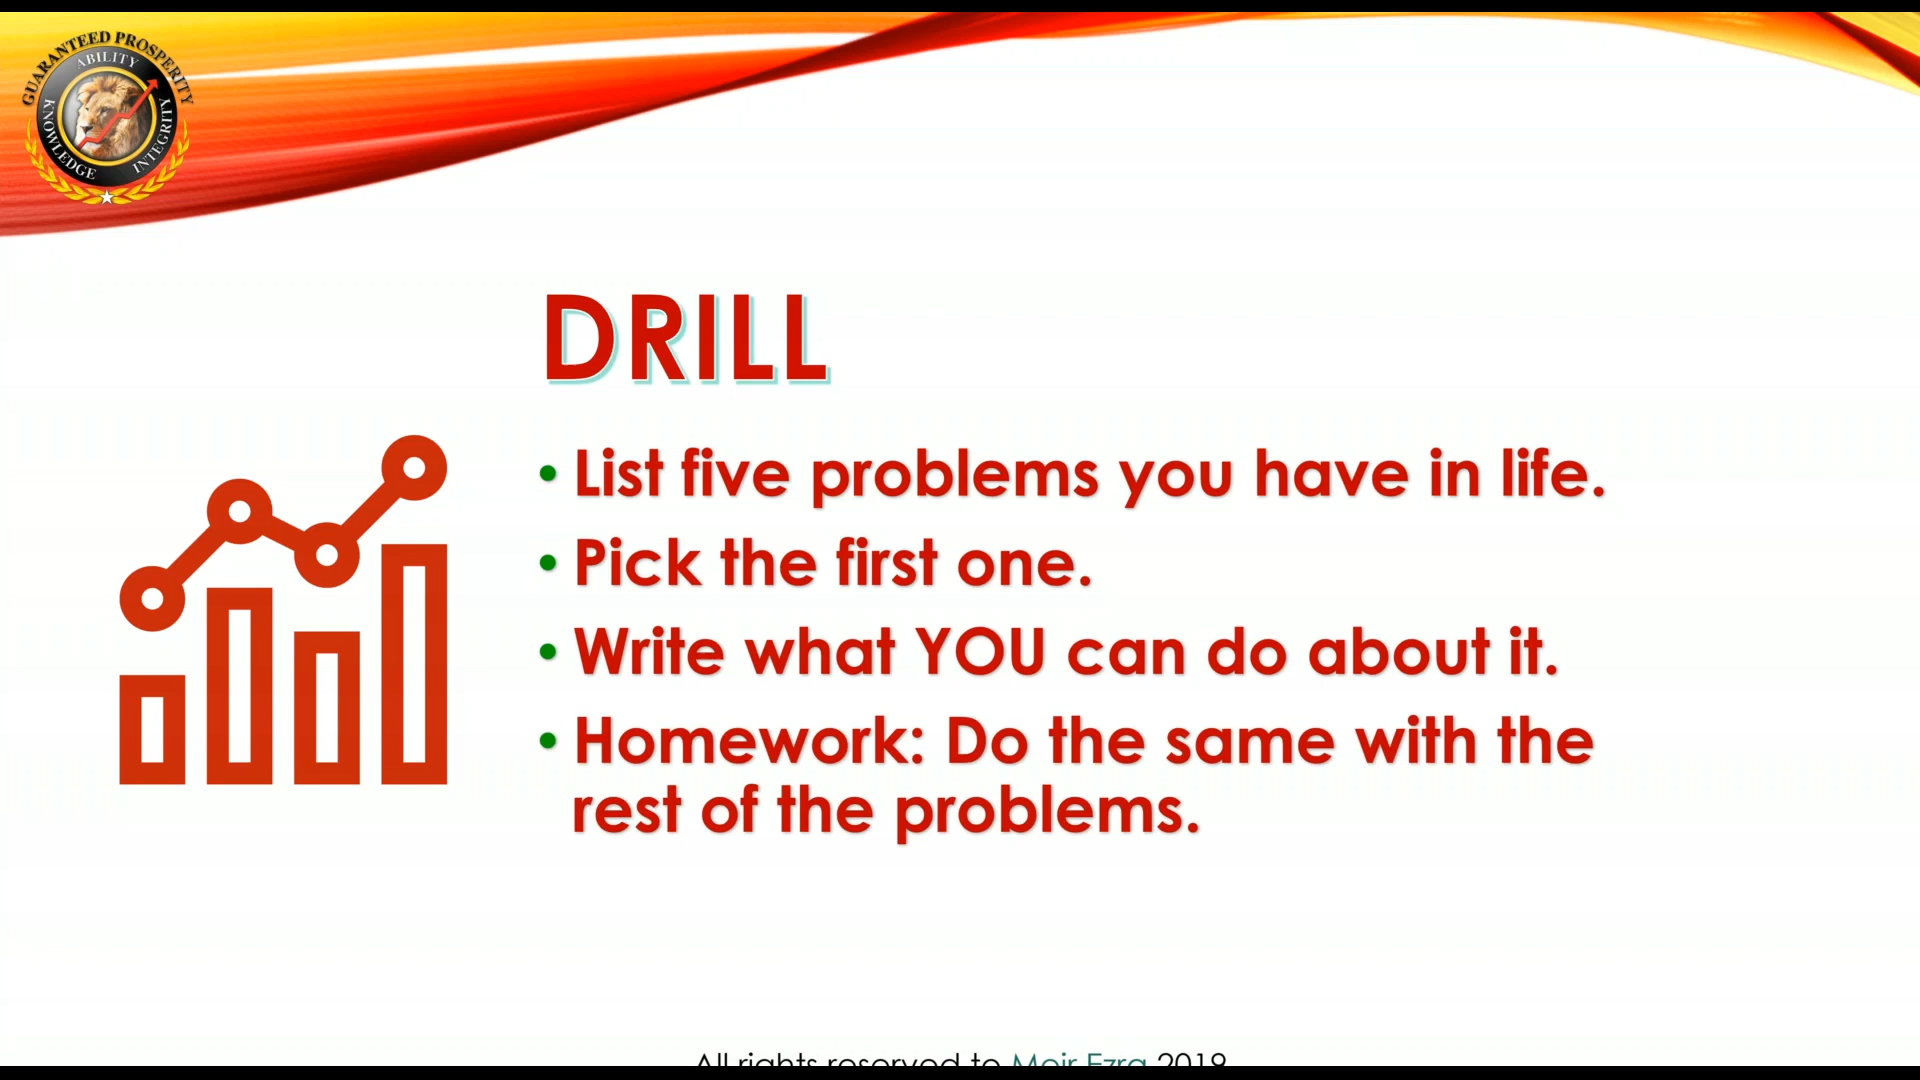 GUARANTEED PROSPERITY
ABILITY
KNOWLEDGE
INTEGRITY
DRILL
• List five problems you have in life.
• Pick the first one.
• Write what YOU can do about it.
• Homework: Do the same with the
rest of the problems.
All rights reserved to Meir Ezra 2019